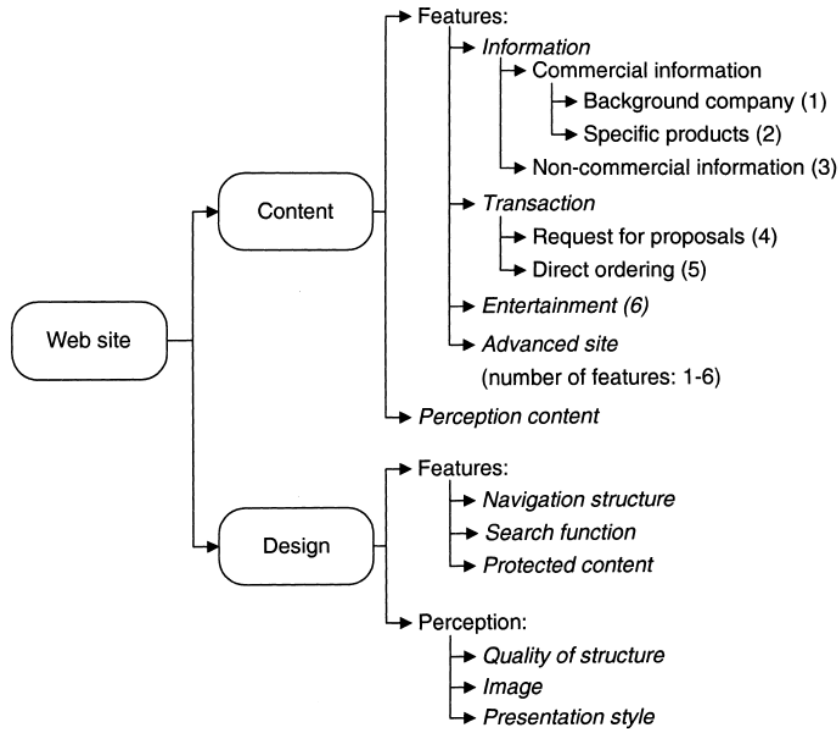 Features:
Information
Commercial information
Background company (1)
Specific products (2)
Non-commercial information (3)
Content
Transaction
Request for proposals (4)
Direct ordering (5)
Entertainment (6)
Web site
Advanced site
(number of features: 1-6)
Perception content
Features:
Navigation structure
Search function
Design
Protected content
Perception:
Quality of structure
Image
Presentation style